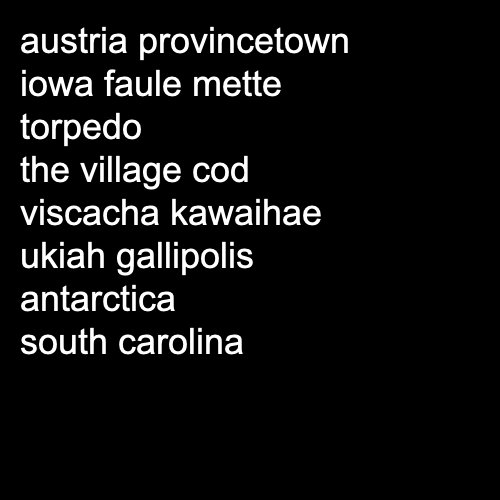 austria provincetown
iowa faule mette
torpedo
the village cod
viscacha kawaihae
ukiah gallipolis
antarctica
south carolina